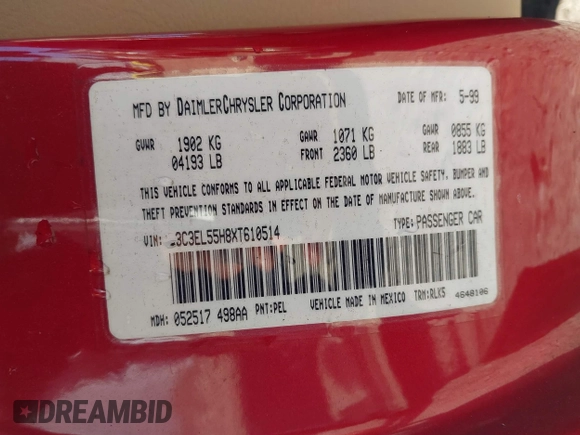 MFD BY DAIMLERCHRYSLER CORPORATION DATE OF MFR: 5-99
GVWR 1902 KG GAWR 1071 KG GAWR 0855 KG
04193 LB FRONT 2360 LB REAR 1883 LB
THIS VEHICLE CONFORMS TO ALL APPLICABLE FEDERAL MOTOR VEHICLE SAFETY, BUMPER AND
THEFT PREVENTION STANDARDS IN EFFECT ON THE DATE OF MANUFACTURE SHOWN ABOVE.
VIN: 3C3EL55H8XT610514 TYPE: PASSENGER CAR
MDH: 052517 498AA PNT:PEL VEHICLE MADE IN MEXICO TRM:RLK5 4648106
DREAMBID